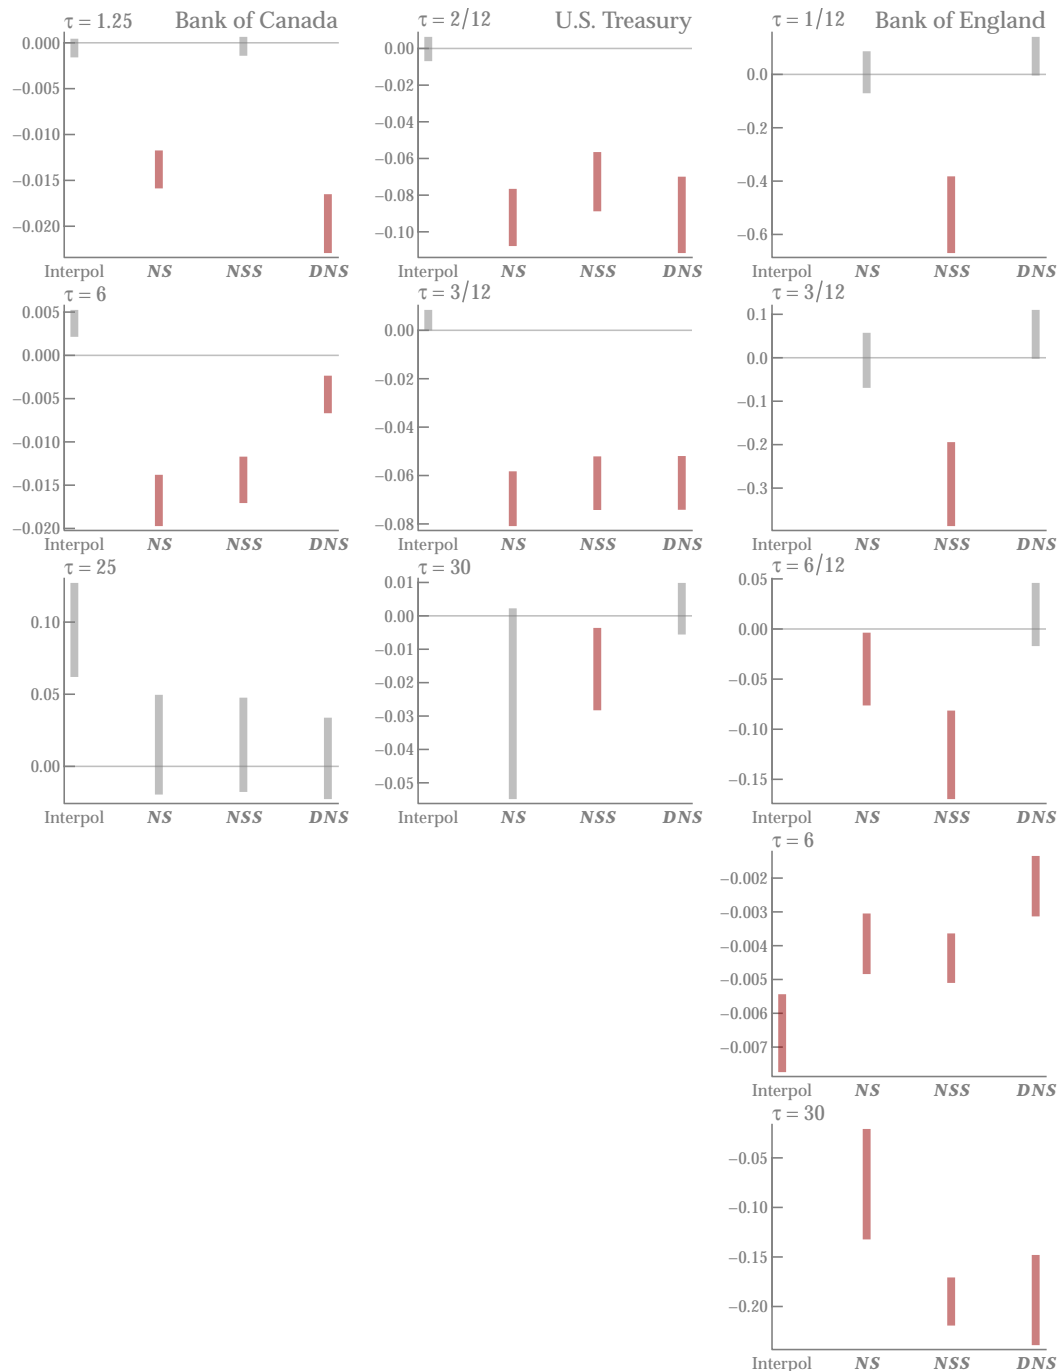 τ = 1.25 Bank of Canada
0.000
−0.005
−0.010
−0.015
−0.020
Interpol NS NSS DNS
τ = 2/12 U.S. Treasury
0.00
−0.02
−0.04
−0.06
−0.08
−0.10
Interpol NS NSS DNS
τ = 1/12 Bank of England
0.0
−0.2
−0.4
−0.6
Interpol NS NSS DNS
τ = 6
0.005
0.000
−0.005
−0.010
−0.015
−0.020
Interpol NS NSS DNS
τ = 3/12
0.00
−0.02
−0.04
−0.06
−0.08
Interpol NS NSS DNS
τ = 3/12
0.1
0.0
−0.1
−0.2
−0.3
Interpol NS NSS DNS
τ = 25
0.10
0.05
0.00
Interpol NS NSS DNS
τ = 30
0.01
0.00
−0.01
−0.02
−0.03
−0.04
−0.05
Interpol NS NSS DNS
τ = 6/12
0.05
0.00
−0.05
−0.10
−0.15
Interpol NS NSS DNS
τ = 6
−0.002
−0.003
−0.004
−0.005
−0.006
−0.007
Interpol NS NSS DNS
τ = 30
−0.05
−0.10
−0.15
−0.20
Interpol NS NSS DNS